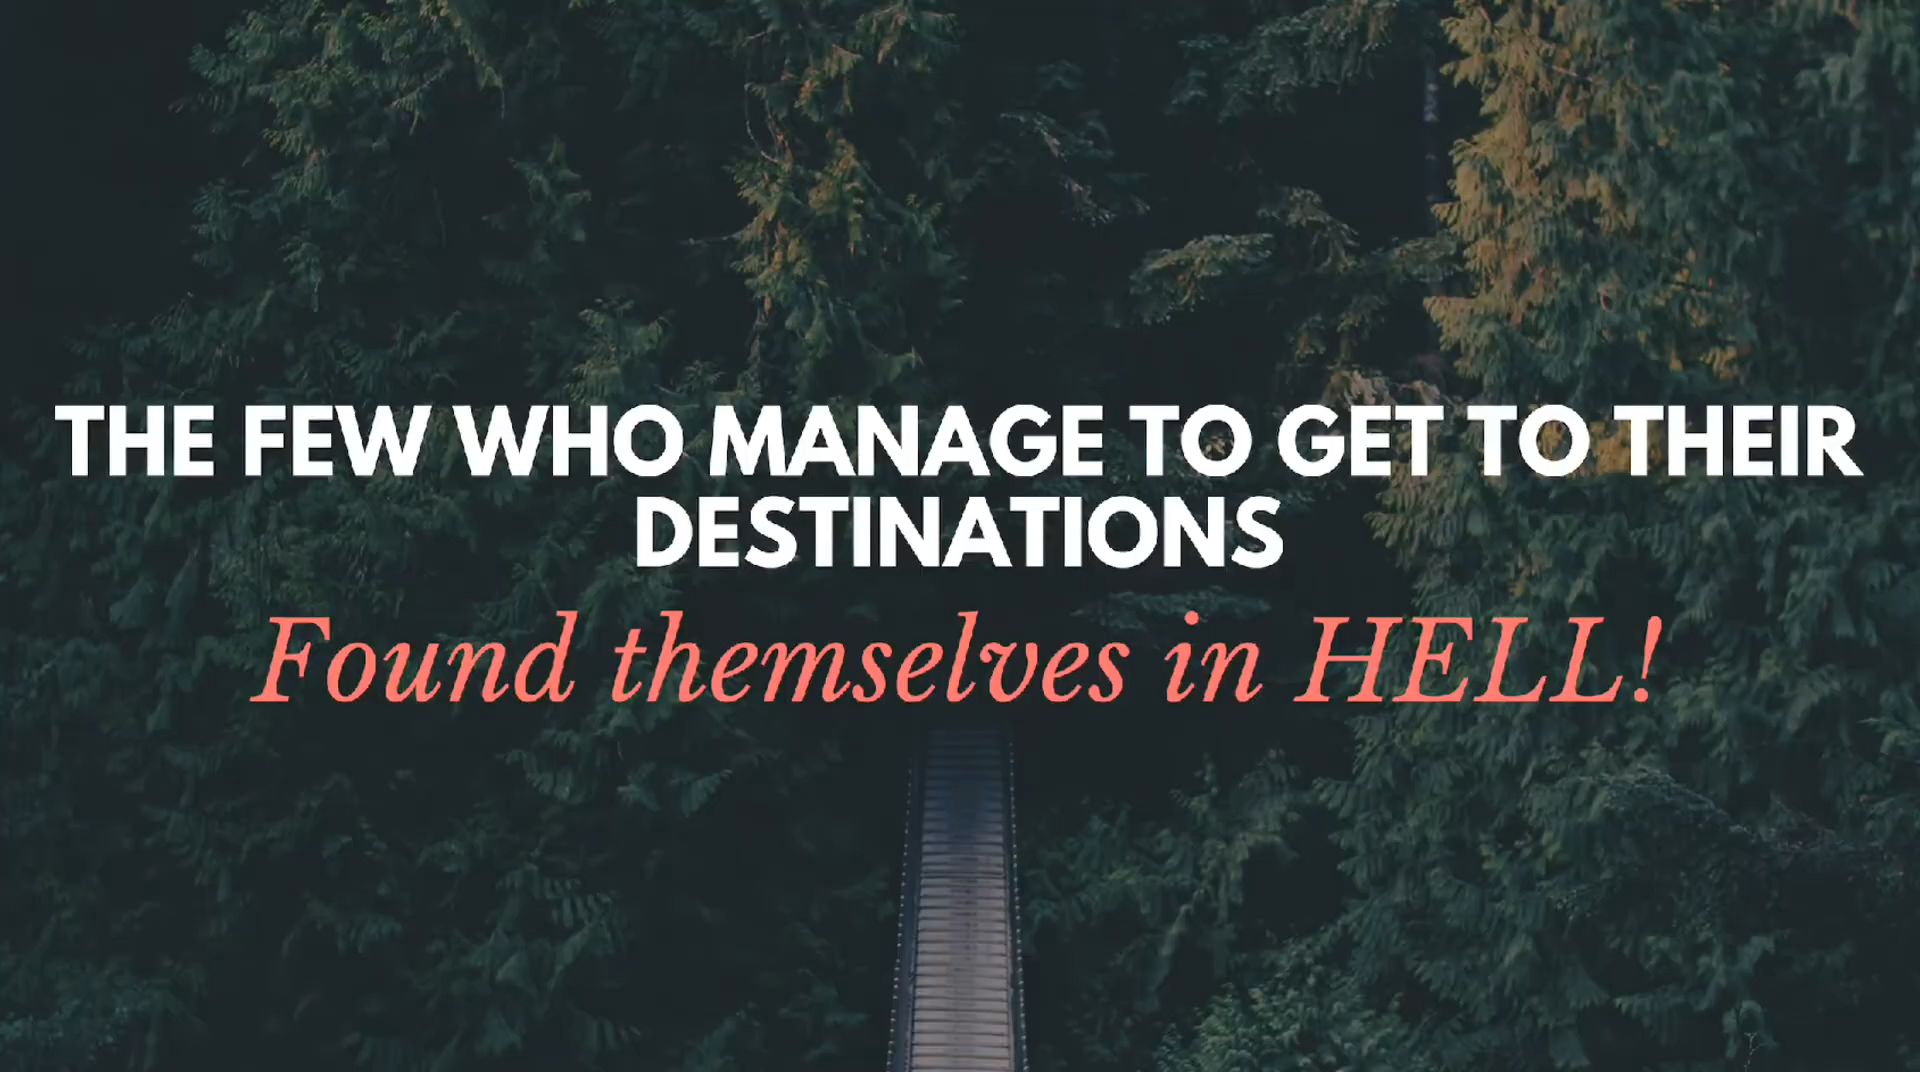 THE FEW WHO MANAGE TO GET TO THEIR
DESTINATIONS
Found themselves in HELL!